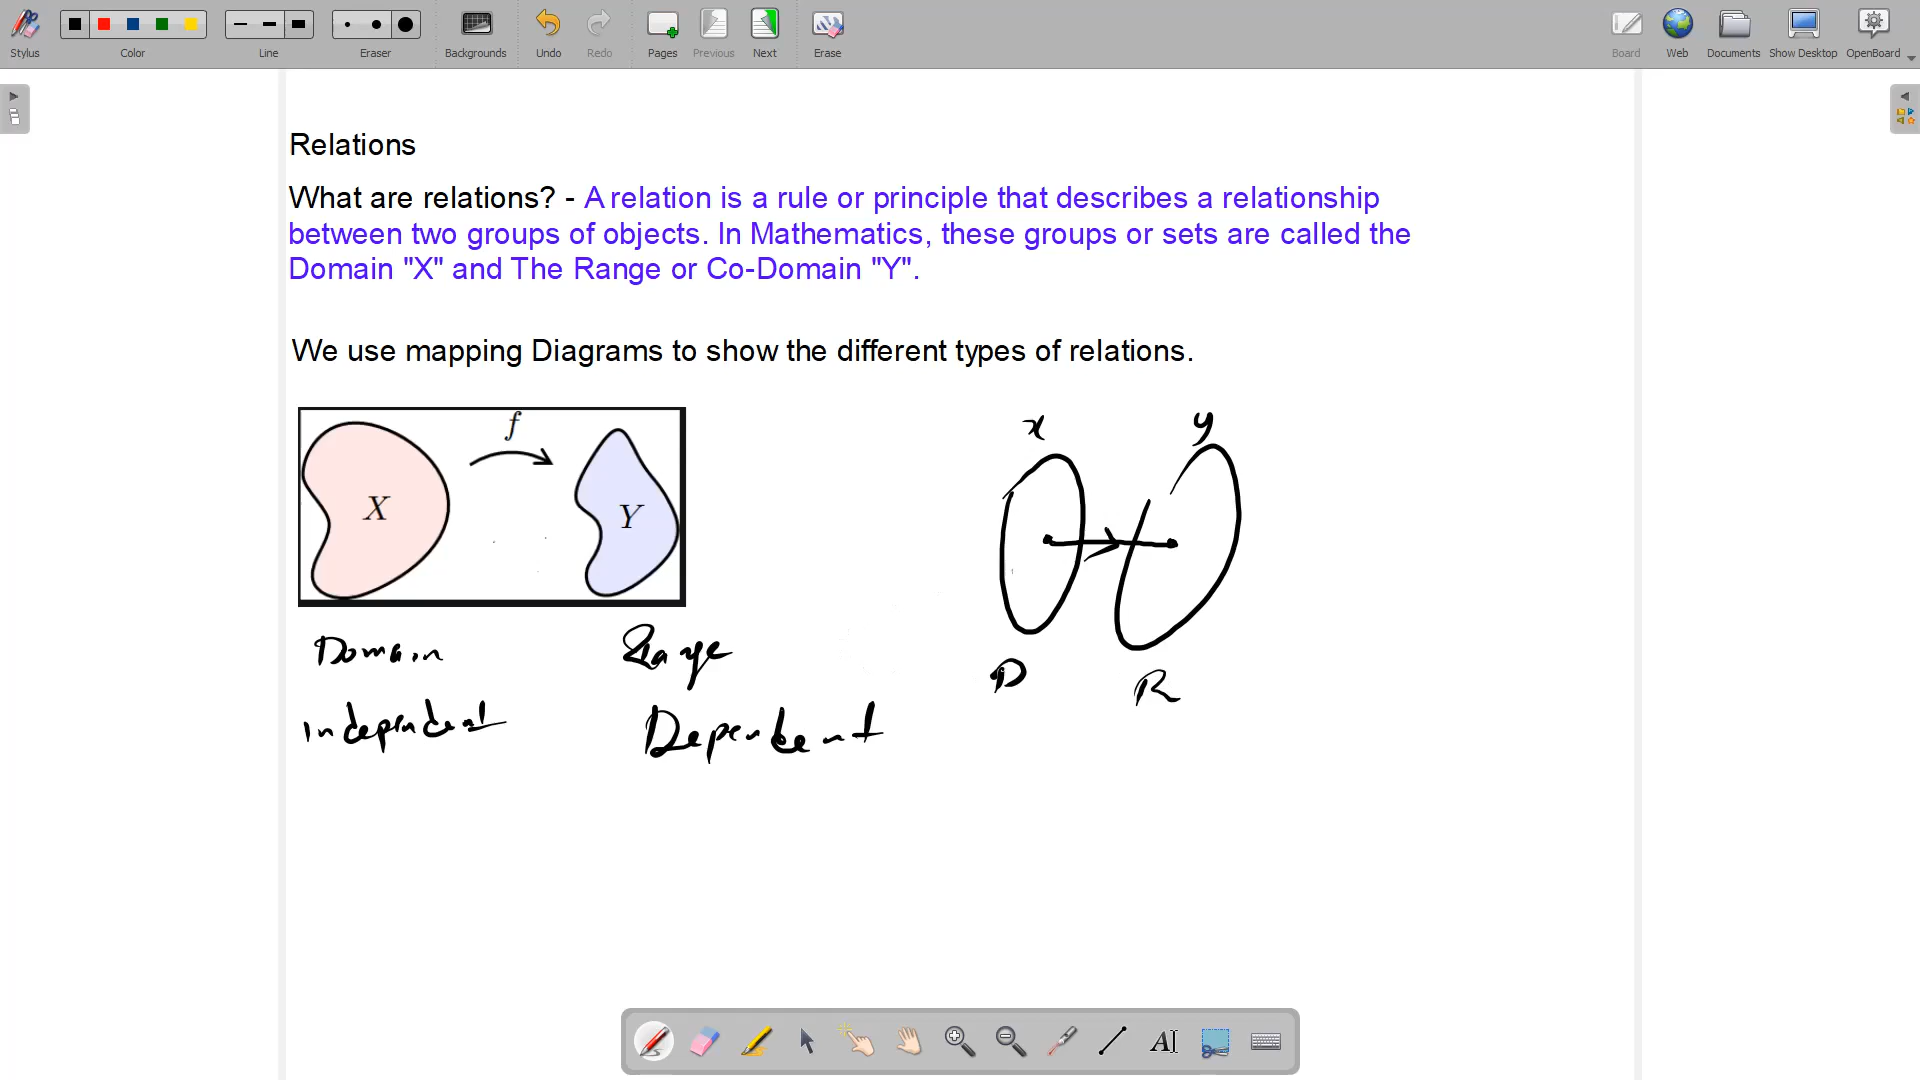 Stylus
Color
Line
Eraser
Backgrounds
Undo
Redo
Pages
Previous
Next
Erase
Board
Web
Documents
Show Desktop
OpenBoard
Relations
What are relations? - A relation is a rule or principle that describes a relationship
between two groups of objects. In Mathematics, these groups or sets are called the
Domain "X" and The Range or Co-Domain "Y".
We use mapping Diagrams to show the different types of relations.
f
X
Y
x
y
Domain
Range
D
R
independent
Dependent